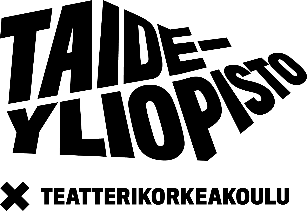 TAIDE-
YLIOPISTO
X TEATTERIKORKEAKOULU